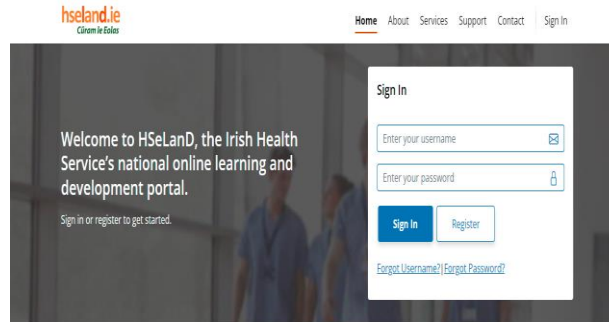 hseland.ie
Cúram le Eolas
Home About Services Support Contact Sign In
Sign In
Enter your username
Enter your password
Sign In Register
Forgot Username?|Forgot Password?
Welcome to HSeLanD, the Irish Health
Service's national online learning and
development portal.
Sign in or register to get started.